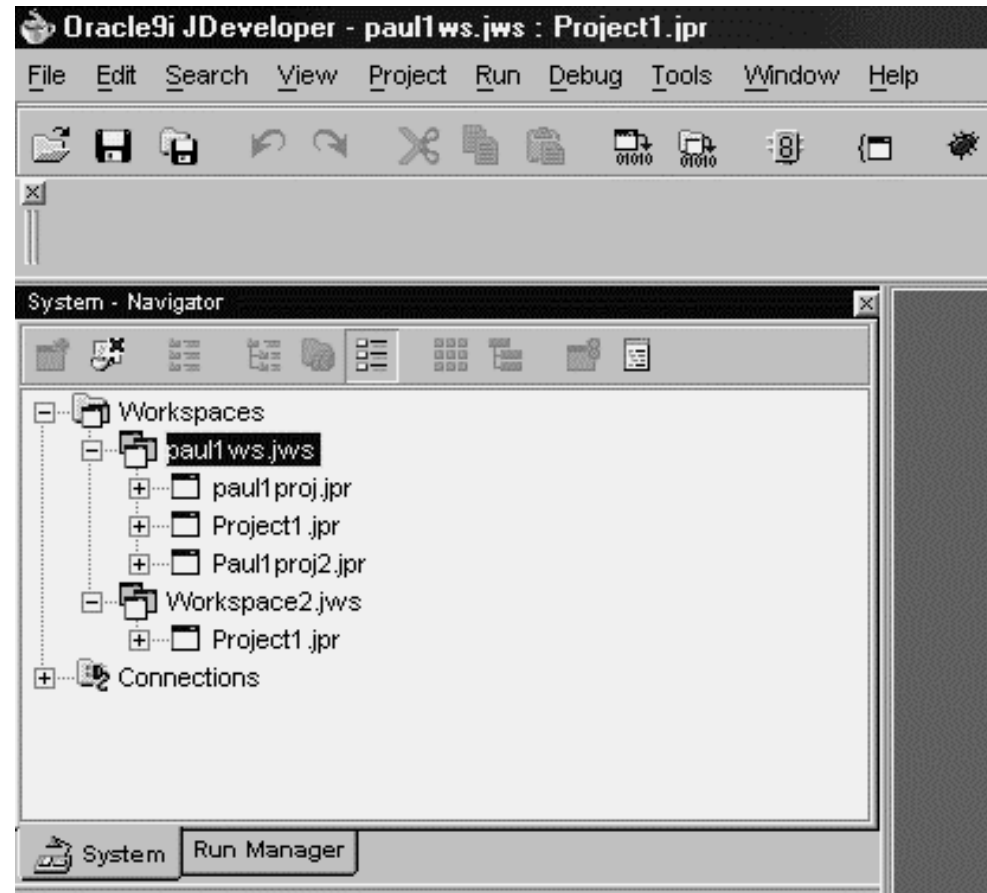 Oracle9i JDeveloper - paul1ws.jws : Project1.jpr
File Edit Search View Project Run Debug Tools Window Help
System - Navigator
Workspaces
paul1ws.jws
paul1proj.jpr
Project1.jpr
Paul1proj2.jpr
Workspace2.jws
Project1.jpr
Connections
System Run Manager